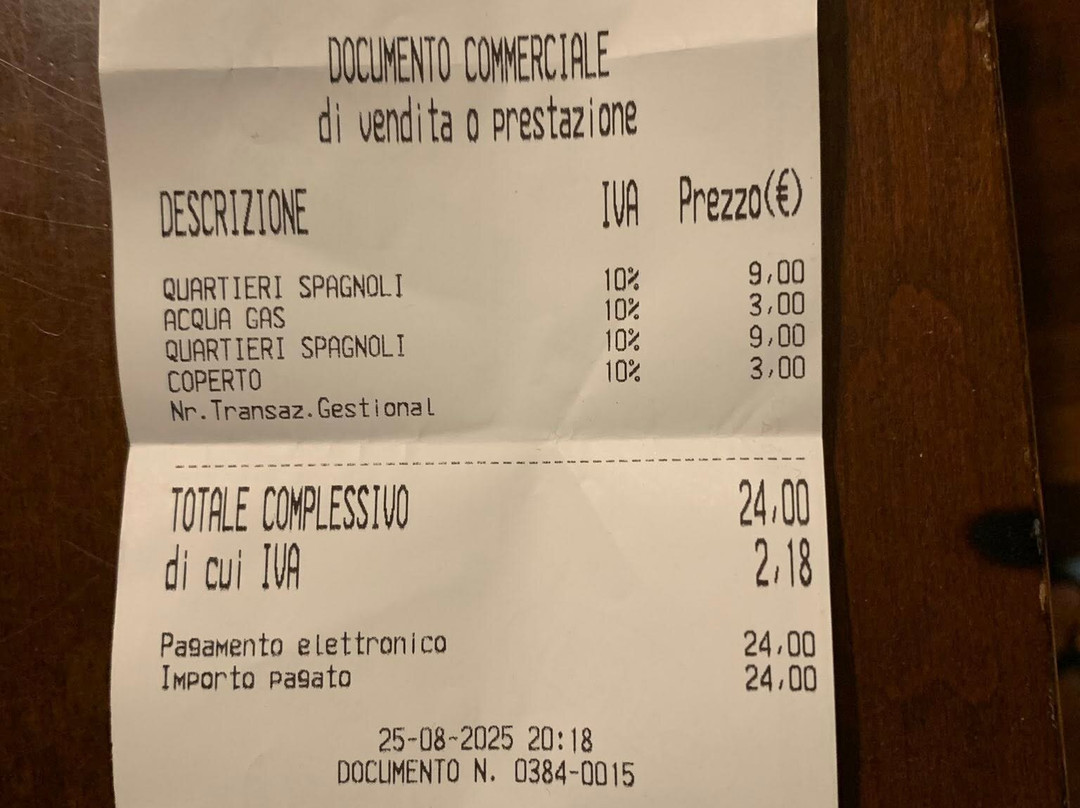 DOCUMENTO COMMERCIALE
di vendita o prestazione
DESCRIZIONE IVA Prezzo(€)
QUARTIERI SPAGNOLI 10% 9,00
ACQUA GAS 10% 3,00
QUARTIERI SPAGNOLI 10% 9,00
COPERTO 10% 3,00
Nr.Transaz.Gestional
TOTALE COMPLESSIVO 24,00
di cui IVA 2,18
Pagamento elettronico 24,00
Importo pagato 24,00
25-08-2025 20:18
DOCUMENTO N. 0384-0015